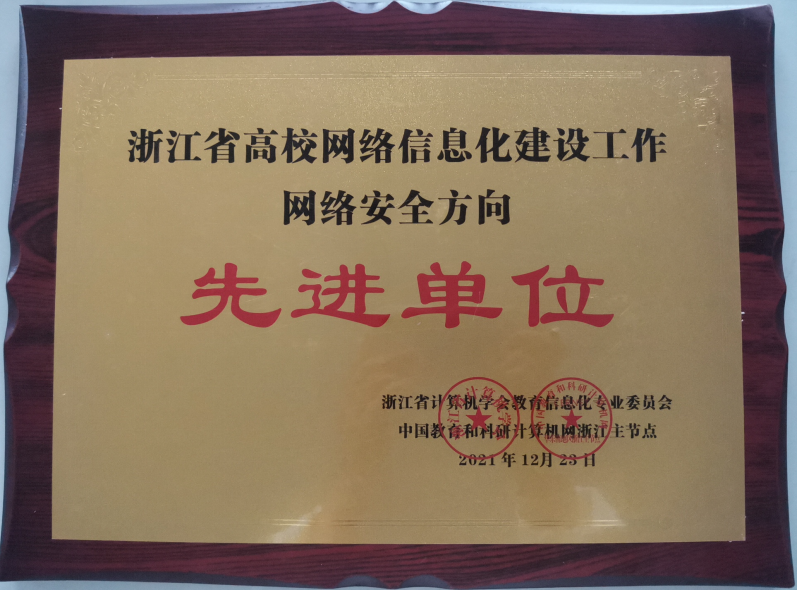 浙江省高校网络信息化建设工作
网络安全方向
先进单位
浙江省计算机学会教育信息化专业委员会
中国教育和科研计算机网浙江主节点
2021年12月23日